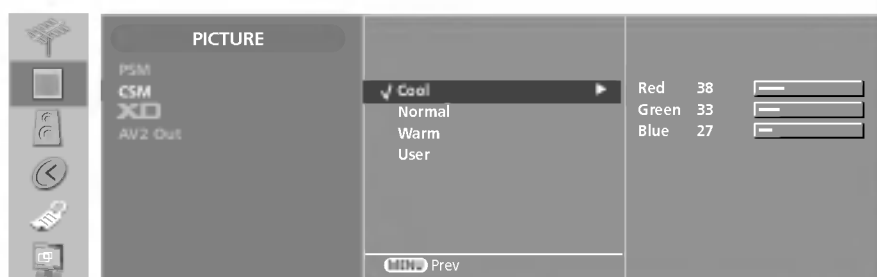 PICTURE
PSM
CSM
XD
AV2 Out
✓ Cool ▶
Normal
Warm
User
Red 38
Green 33
Blue 27
MENU Prev